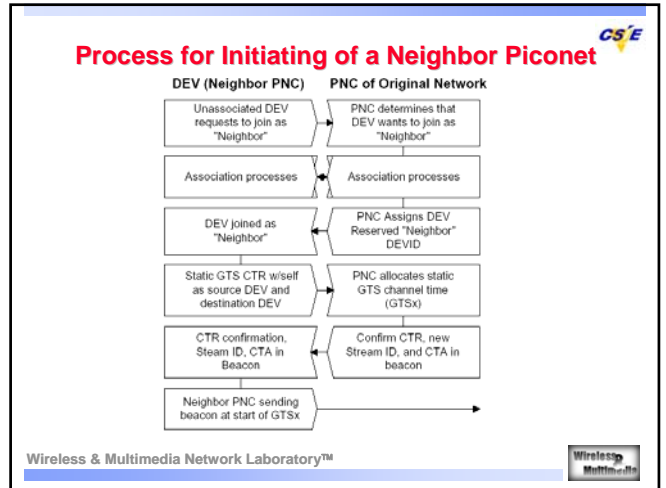 CS/E
Process for Initiating of a Neighbor Piconet
DEV (Neighbor PNC)
PNC of Original Network
Unassociated DEV
requests to join as
"Neighbor"
PNC determines that
DEV wants to join as
"Neighbor"
Association processes
Association processes
DEV joined as
"Neighbor"
PNC Assigns DEV
Reserved "Neighbor"
DEVID
Static GTS CTR w/self
as source DEV and
destination DEV
PNC allocates static
GTS channel time
(GTSx)
CTR confirmation,
Steam ID, CTA in
Beacon
Confirm CTR, new
Stream ID, and CTA in
beacon
Neighbor PNC sending
beacon at start of GTSx
Wireless & Multimedia Network Laboratory™
Wireless
Multimedia